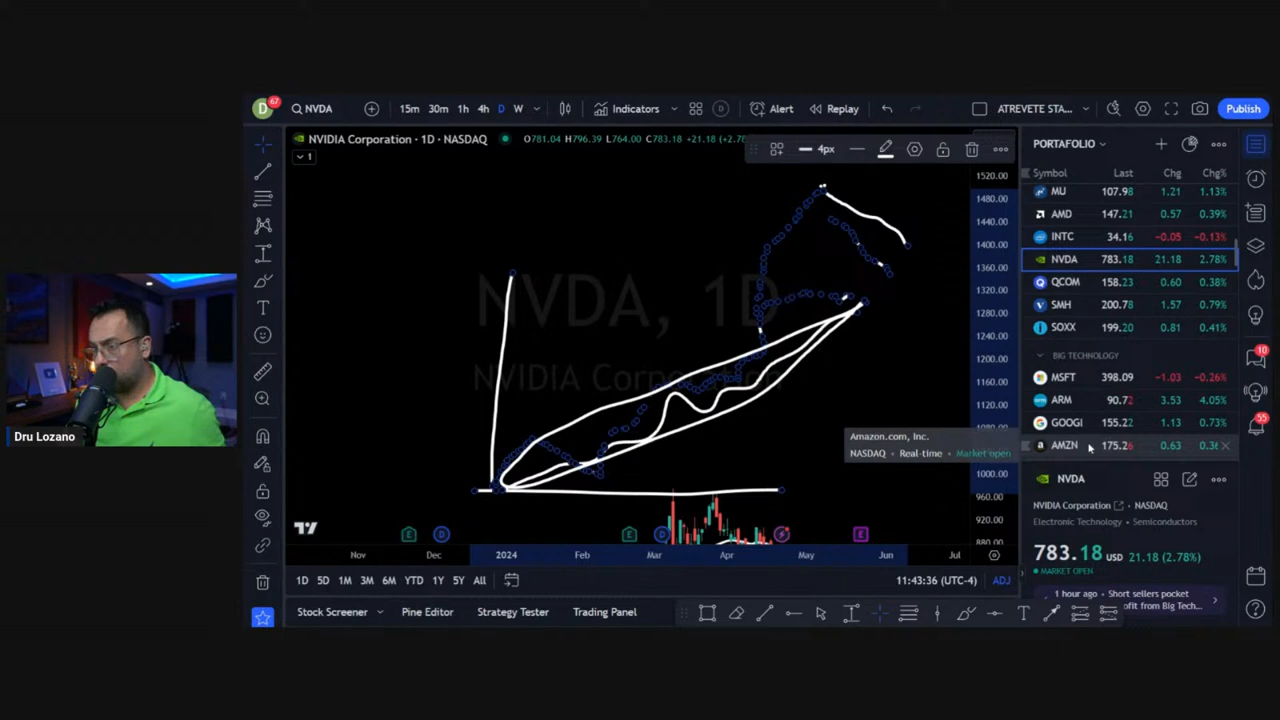 D 67 NVDA 15m 30m 1h 4h D W Indicators Alert Replay ATREVETE STA... Publish
NVIDIA Corporation · 1D · NASDAQ O781.04 H796.39 L764.00 C783.18 +21.18 (+2.78%
4px
1
NVDA, 1D
NVIDIA Corporation
1520.00
1480.00
1440.00
1400.00
1360.00
1320.00
1280.00
1240.00
1200.00
1160.00
1120.00
1080.00
1000.00
960.00
920.00
880.00
Amazon.com, Inc.
NASDAQ Real-time Market open
E D E D E
Nov Dec 2024 Feb Mar Apr May Jun Jul
1D 5D 1M 3M 6M YTD 1Y 5Y All 11:43:36 (UTC-4) ADJ
Stock Screener Pine Editor Strategy Tester Trading Panel
PORTAFOLIO
Symbol Last Chg Chg%
MU 107.98 1.21 1.13%
AMD 147.21 0.57 0.39%
INTC 34.16 -0.05 -0.13%
NVDA 783.18 21.18 2.78%
QCOM 158.23 0.60 0.38%
SMH 200.78 1.57 0.79%
SOXX 199.20 0.81 0.41%
BIG TECHNOLOGY
MSFT 398.09 -1.03 -0.26%
ARM 90.72 3.53 4.05%
GOOGL 155.22 1.13 0.73%
AMZN 175.26 0.63
NVDA
NVIDIA Corporation NASDAQ
Electronic Technology Semiconductors
783.18 USD 21.18 (2.78%)
MARKET OPEN
1 hour ago Short sellers pocket
ofit from Big Tech...
10
55
Dru Lozano